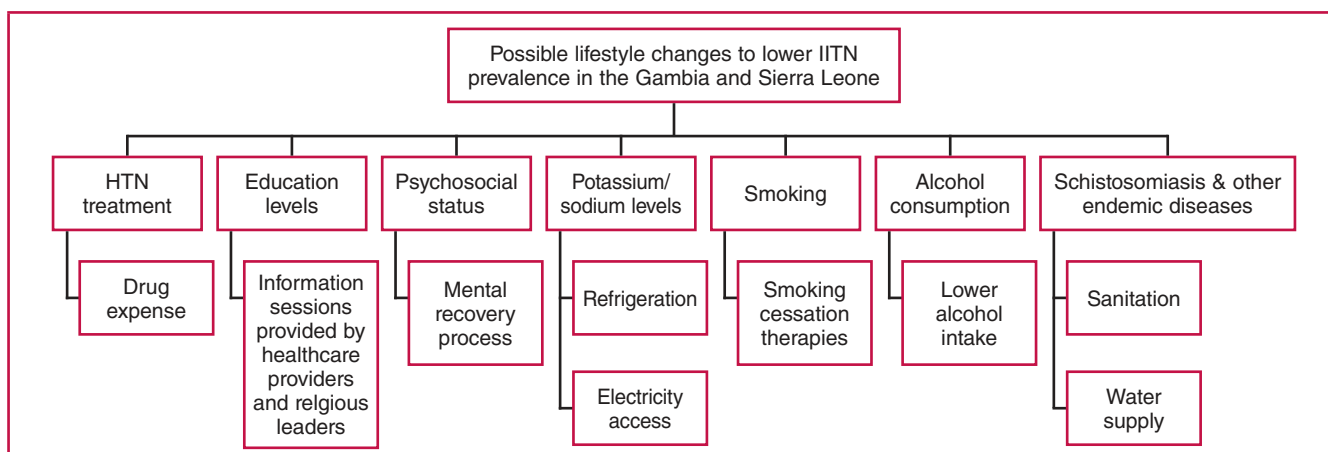 Possible lifestyle changes to lower IITN
prevalence in the Gambia and Sierra Leone
HTN
treatment
Drug
expense
Education
levels
Information
sessions
provided by
healthcare
providers
and relgious
leaders
Psychosocial
status
Mental
recovery
process
Potassium/
sodium levels
Refrigeration
Electricity
access
Smoking
Smoking
cessation
therapies
Alcohol
consumption
Lower
alcohol
intake
Schistosomiasis & other
endemic diseases
Sanitation
Water
supply